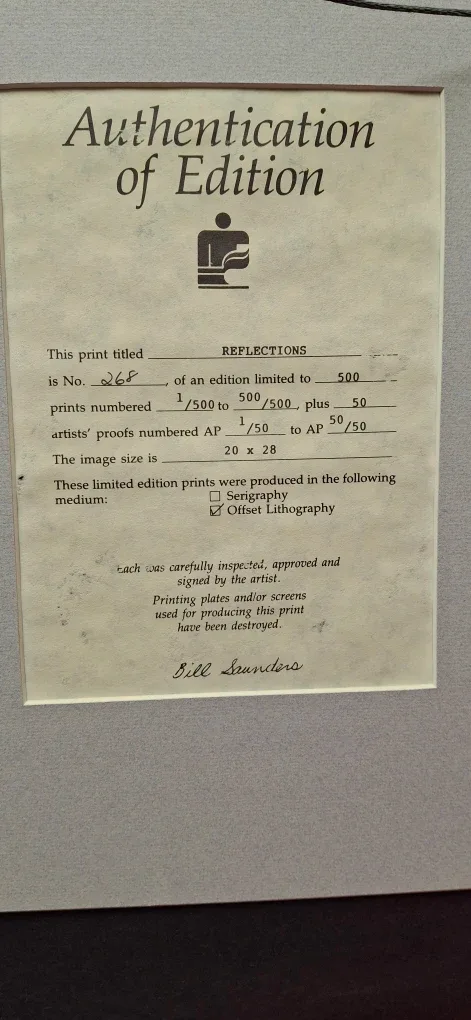 Authentication
of Edition
This print titled REFLECTIONS
is No. 268, of an edition limited to 500
prints numbered 1/500 to 500/500, plus 50
artists' proofs numbered AP 1/50 to AP 50/50
The image size is 20 x 28
These limited edition prints were produced in the following
medium: ☐ Serigraphy
☑ Offset Lithography
Each was carefully inspected, approved and
signed by the artist.
Printing plates and/or screens
used for producing this print
have been destroyed.
Bill Saunders